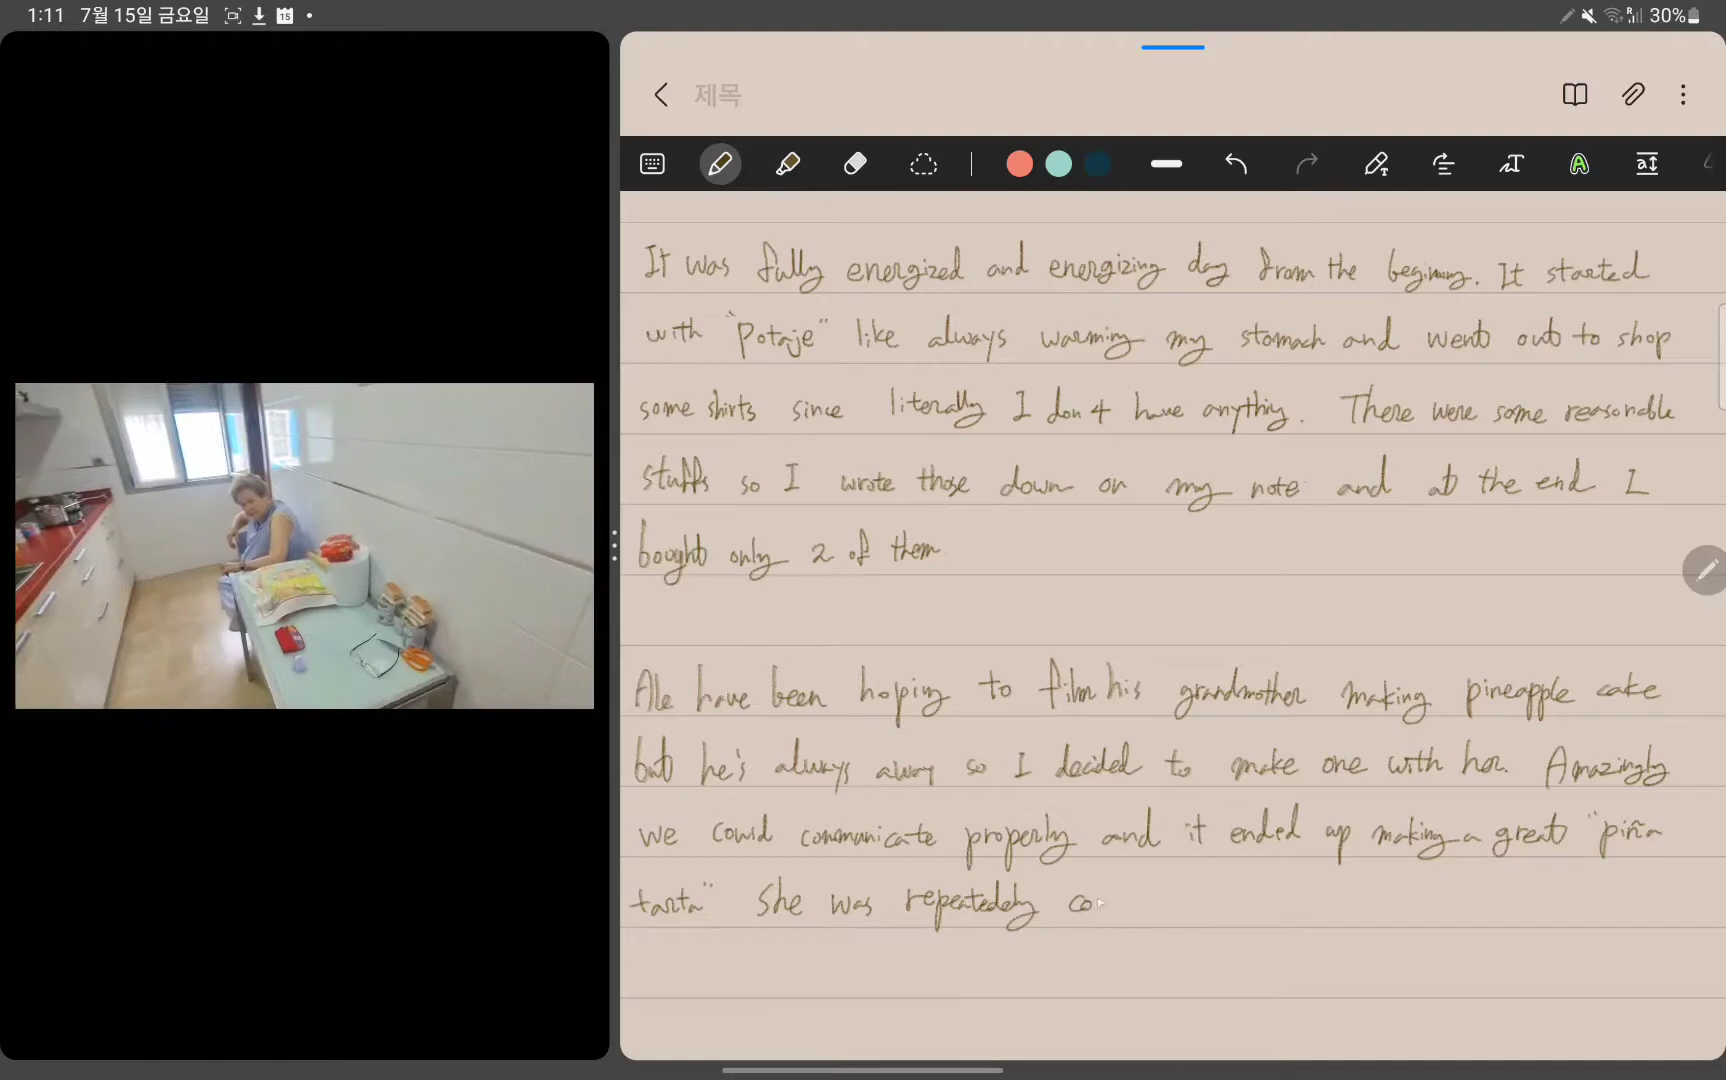 1:11 7월 15일 금요일 15 R 30%
제목
It was fully energized and energizing day from the begining. It started
with "Potaje" like always warming my stomach and went out to shop
some shirts since literally I don4 have anything. There were some reasonable
stuffs so I wrote those down on my note and at the end I
bought only 2 of them
Ale have been hoping to film his grandmother making pineapple cake
but he's always away so I decided to make one with her. Amazingly
we could communicate properly and it ended up making a great "piña
tarta" She was repeatedely co